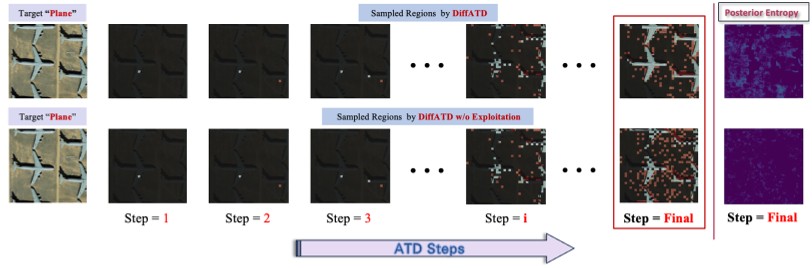 Target “Plane”
Sampled Regions by DiffATD
Posterior Entropy
Target “Plane”
Sampled Regions by DiffATD w/o Exploitation
Step = 1
Step = 2
Step = 3
Step = i
Step = Final
Step = Final
ATD Steps